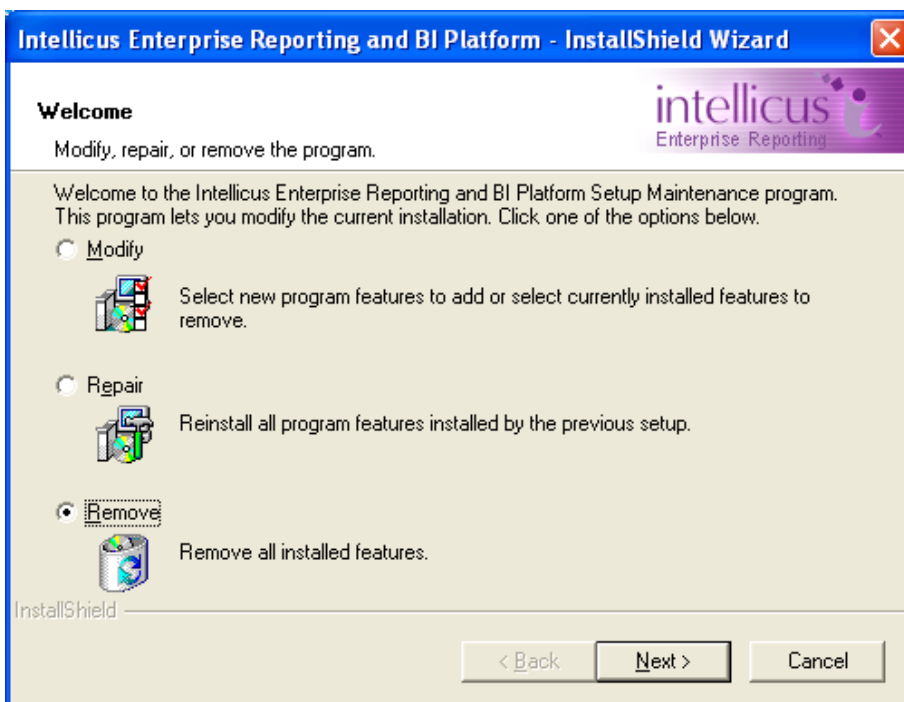 Intellicus Enterprise Reporting and BI Platform - InstallShield Wizard
Welcome
Modify, repair, or remove the program.
intellicus
Enterprise Reporting
Welcome to the Intellicus Enterprise Reporting and BI Platform Setup Maintenance program.
This program lets you modify the current installation. Click one of the options below.
Modify
Select new program features to add or select currently installed features to
remove.
Repair
Reinstall all program features installed by the previous setup.
Remove
Remove all installed features.
InstallShield
< Back
Next >
Cancel